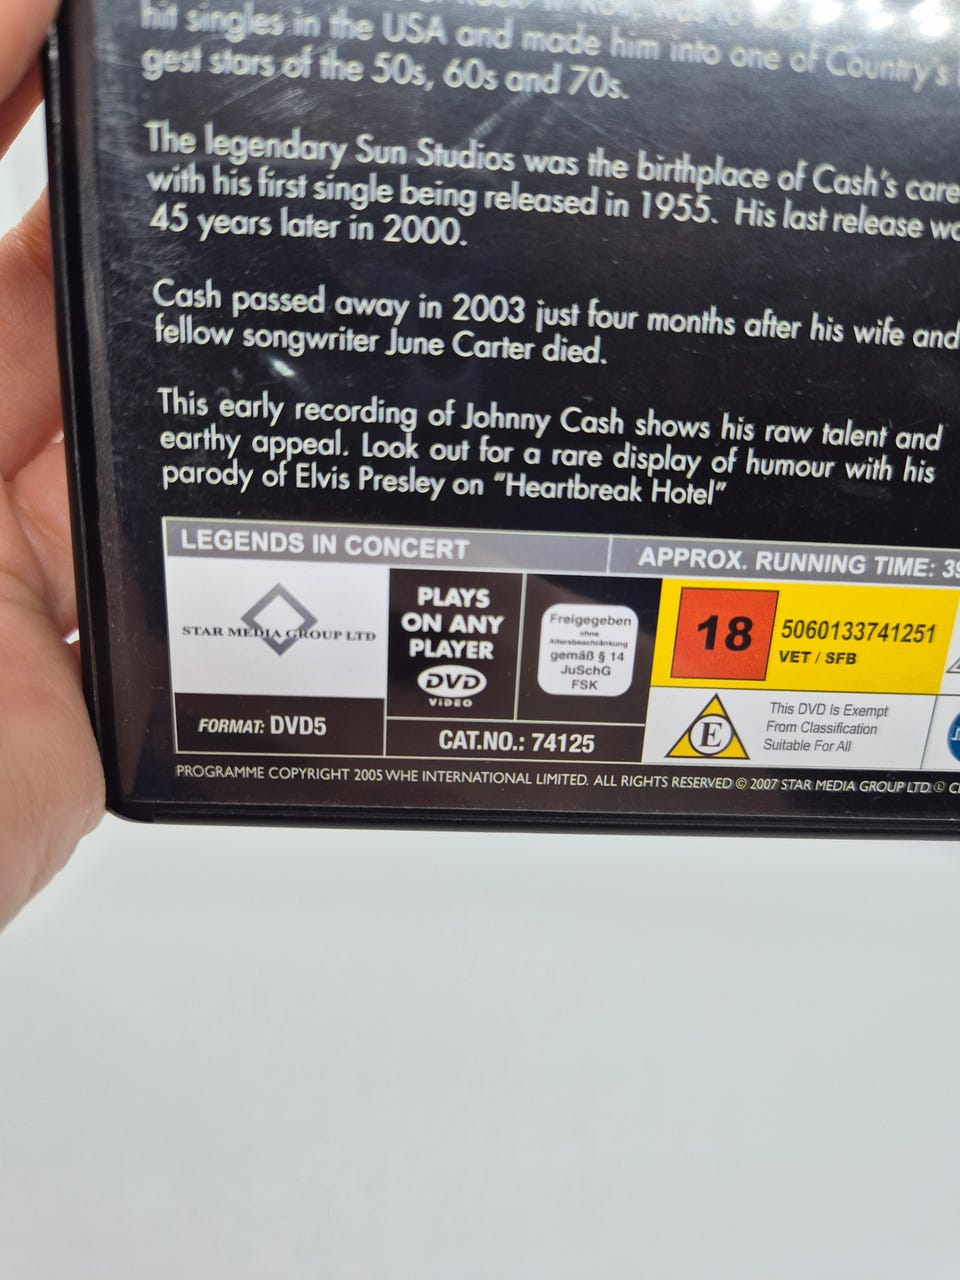 hit singles in the USA and made him into one of Country's
gest stars of the 50s, 60s and 70s.
The legendary Sun Studios was the birthplace of Cash's care
with his first single being released in 1955. His last release
45 years later in 2000.
Cash passed away in 2003 just four months after his wife and
fellow songwriter June Carter died.
This early recording of Johnny Cash shows his raw talent and
earthy appeal. Look out for a rare display of humour with his
parody of Elvis Presley on "Heartbreak Hotel"
LEGENDS IN CONCERT
APPROX. RUNNING TIME: 39
STAR MEDIA GROUP LTD
FORMAT: DVD5
PLAYS
ON ANY
PLAYER
DVD
VIDEO
CAT.NO.: 74125
Freigegeben
ohne
Altersbeschränkung
gemäß § 14
JuSchG
FSK
18
5060133741251
VET / SFB
E
This DVD Is Exempt
From Classification
Suitable For All
PROGRAMME COPYRIGHT 2005 WHE INTERNATIONAL LIMITED. ALL RIGHTS RESERVED © 2007 STAR MEDIA GROUP LTD.